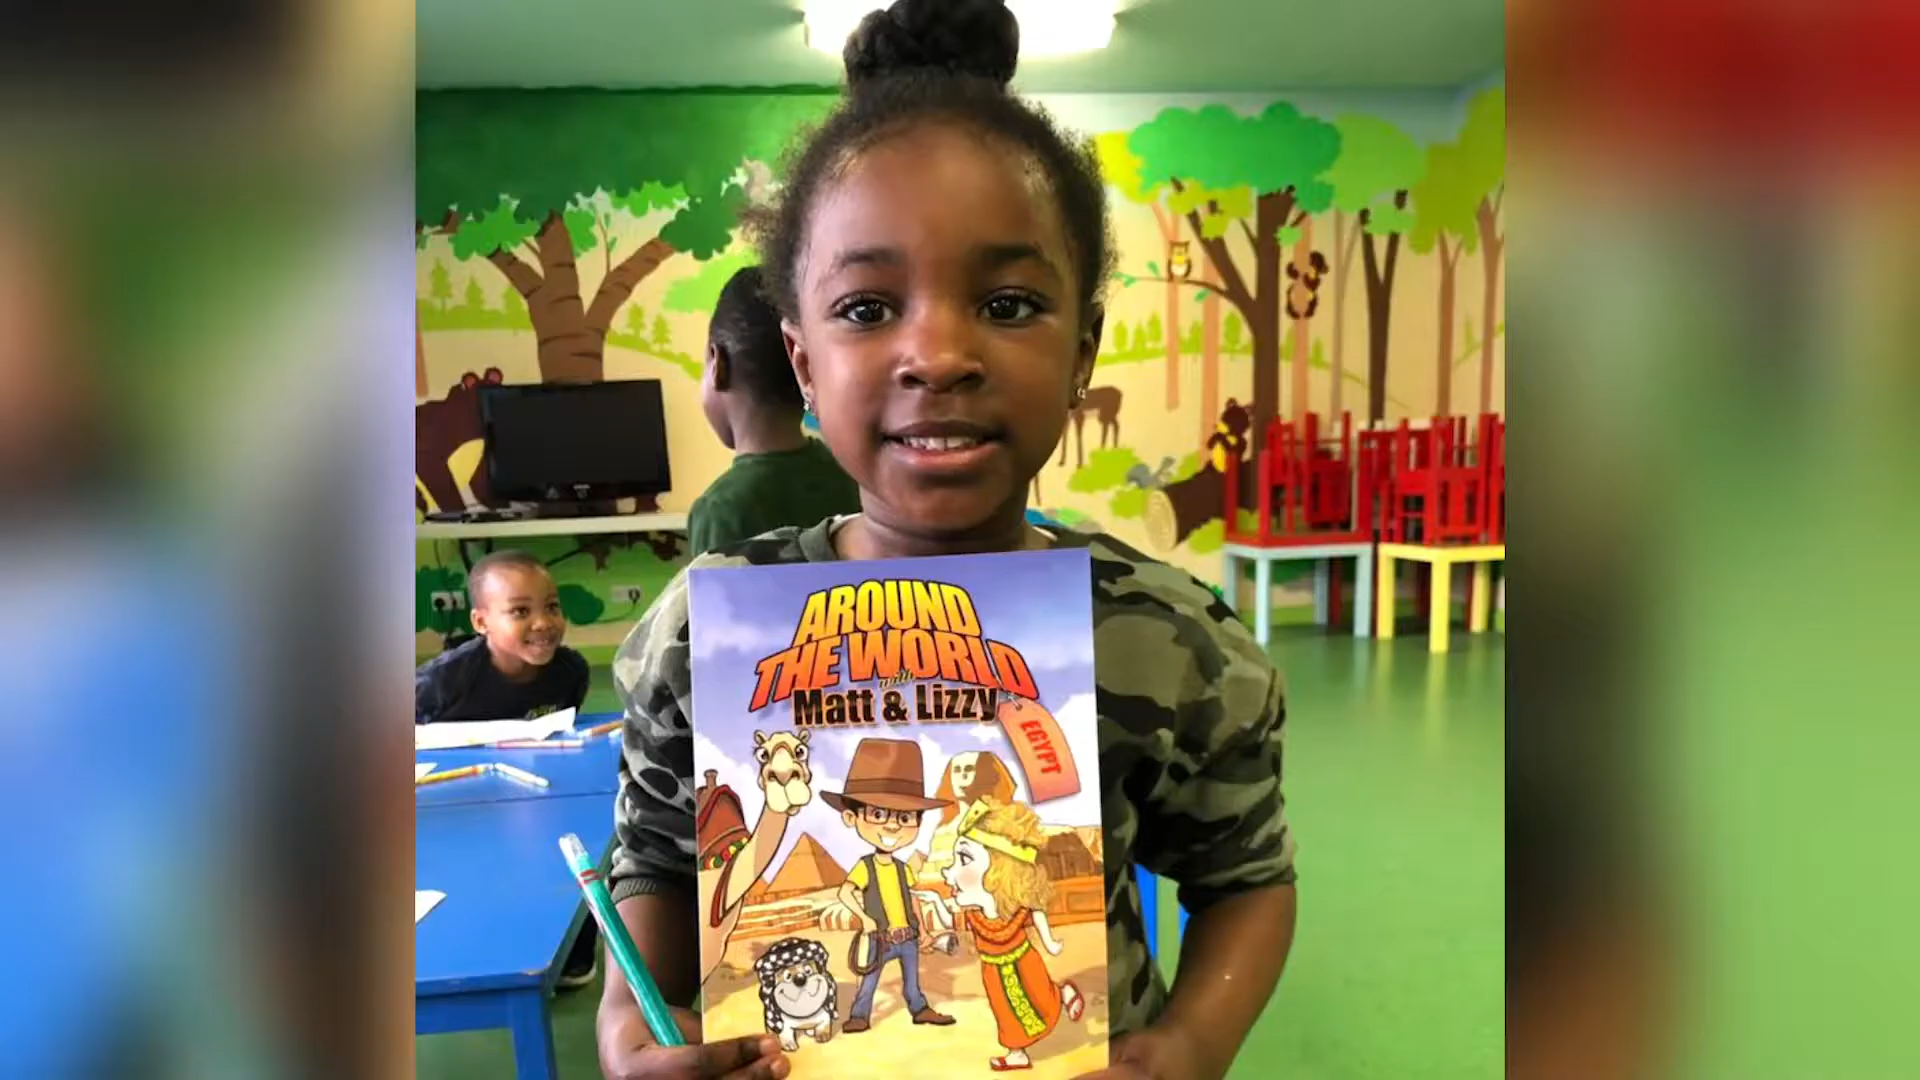 AROUND
THE WORLD
with
Matt & Lizzy
EGYPT